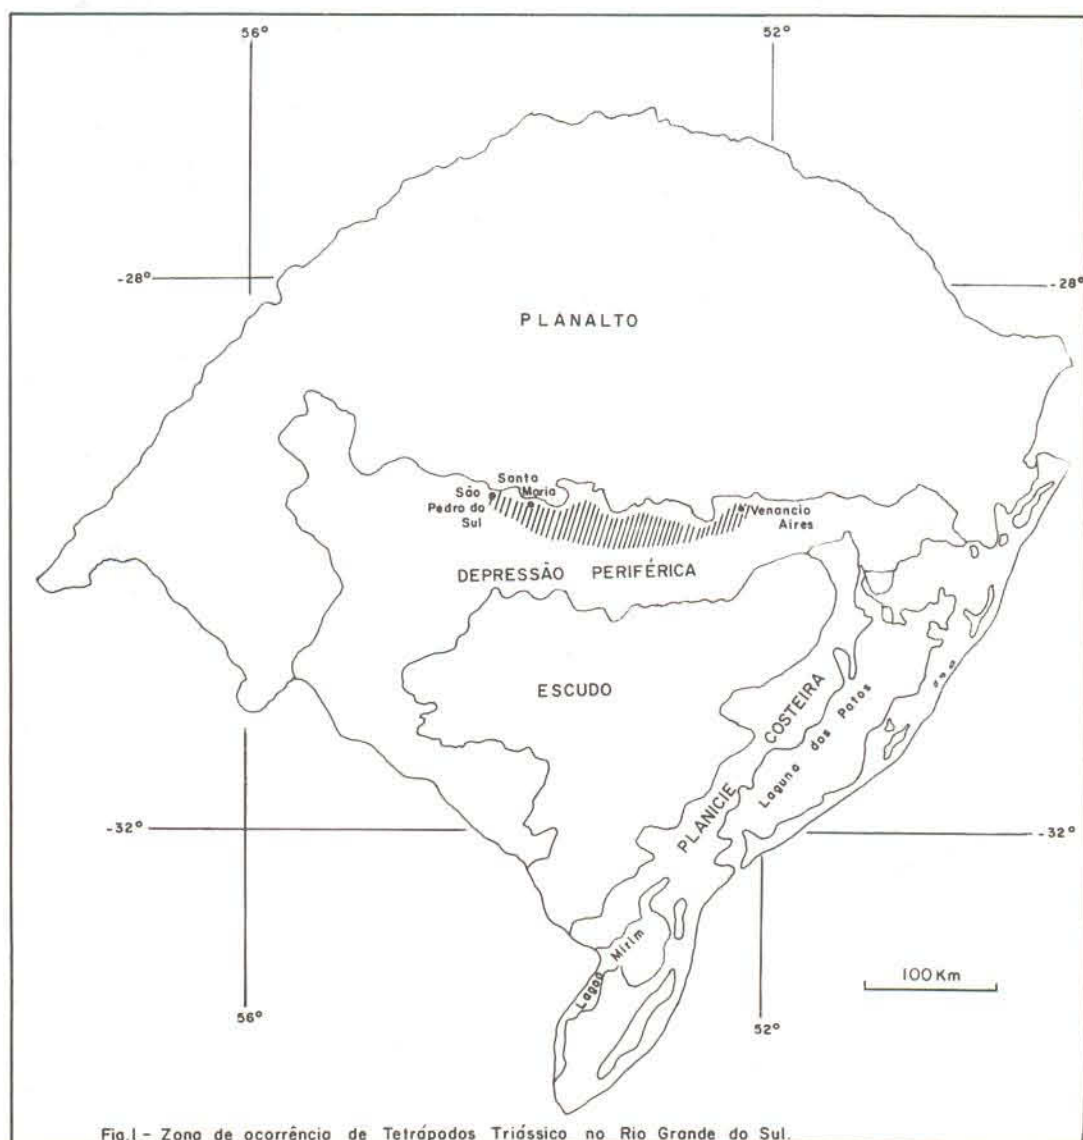 56°
52°
-28°
-28°
PLANALTO
Santa
Maria
São
Pedro do
Sul
Venancio
Aires
DEPRESSÃO PERIFÉRICA
ESCUDO
PLANICIE COSTEIRA
Laguna dos Patos
-32°
-32°
Lagoa Mirim
100 Km
56°
52°
Fig.1 - Zona de ocorrência de Tetrápodos Triássico no Rio Grande do Sul.